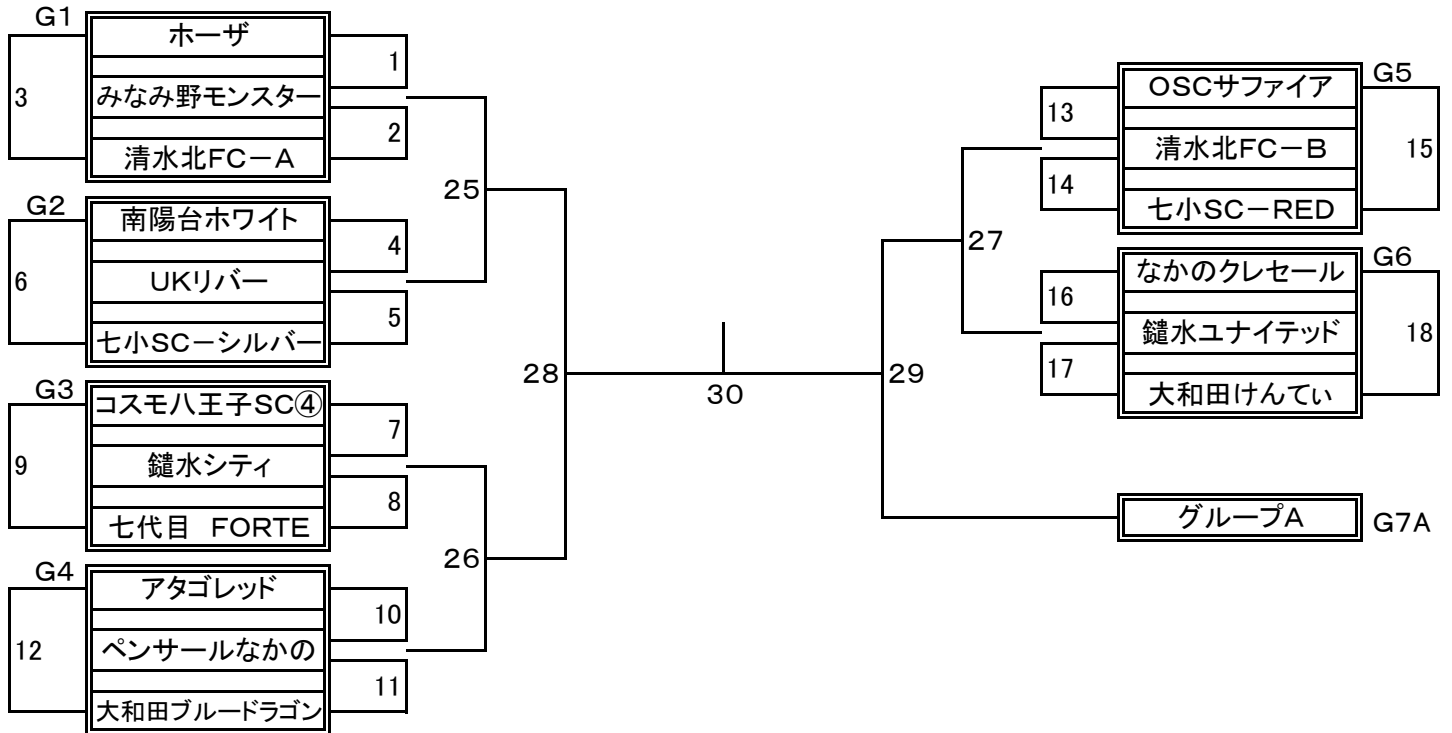 G1
ホーザ
1
3
みなみ野モンスター
2
清水北FC－A
25
G2
南陽台ホワイト
4
6
UKリバー
5
七小SC－シルバー
28
G3
コスモ八王子SC④
7
9
鑓水シティ
8
七代目 FORTE
26
G4
アタゴレッド
10
12
ペンサールなかの
11
大和田ブルードラゴン
30
G5
OSCサファイア
13
清水北FC－B
15
14
七小SC－RED
27
G6
なかのクレセール
16
鑓水ユナイテッド
18
17
大和田けんてぃ
29
グループA
G7A